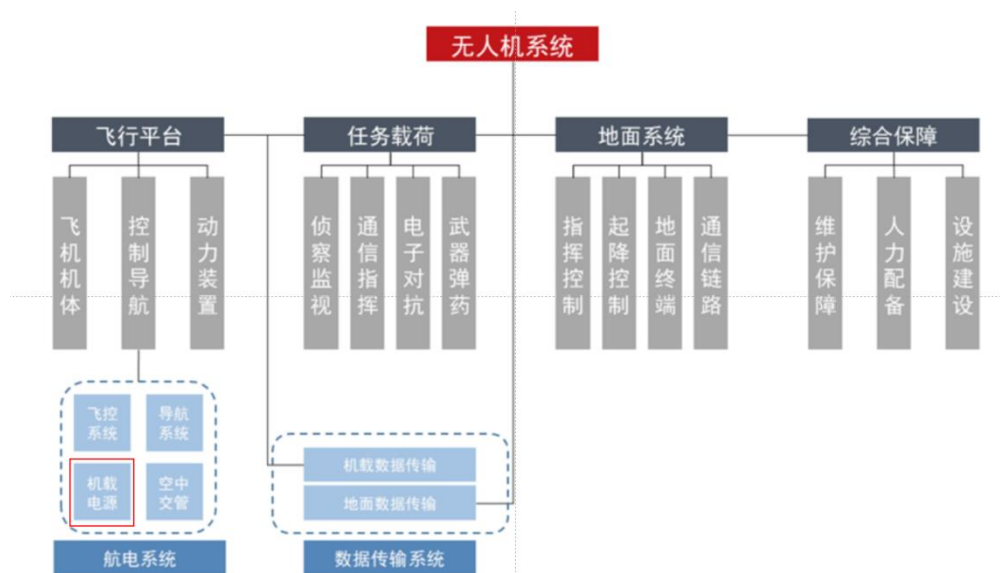 无人机系统
飞行平台
任务载荷
地面系统
综合保障
飞机机体
控制导航
动力装置
侦察监视
通信指挥
电子对抗
武器弹药
指挥控制
起降控制
地面终端
通信链路
维护保障
人力配备
设施建设
飞控
系统
导航
系统
机载
电源
空中
交管
机载数据传输
地面数据传输
航电系统
数据传输系统